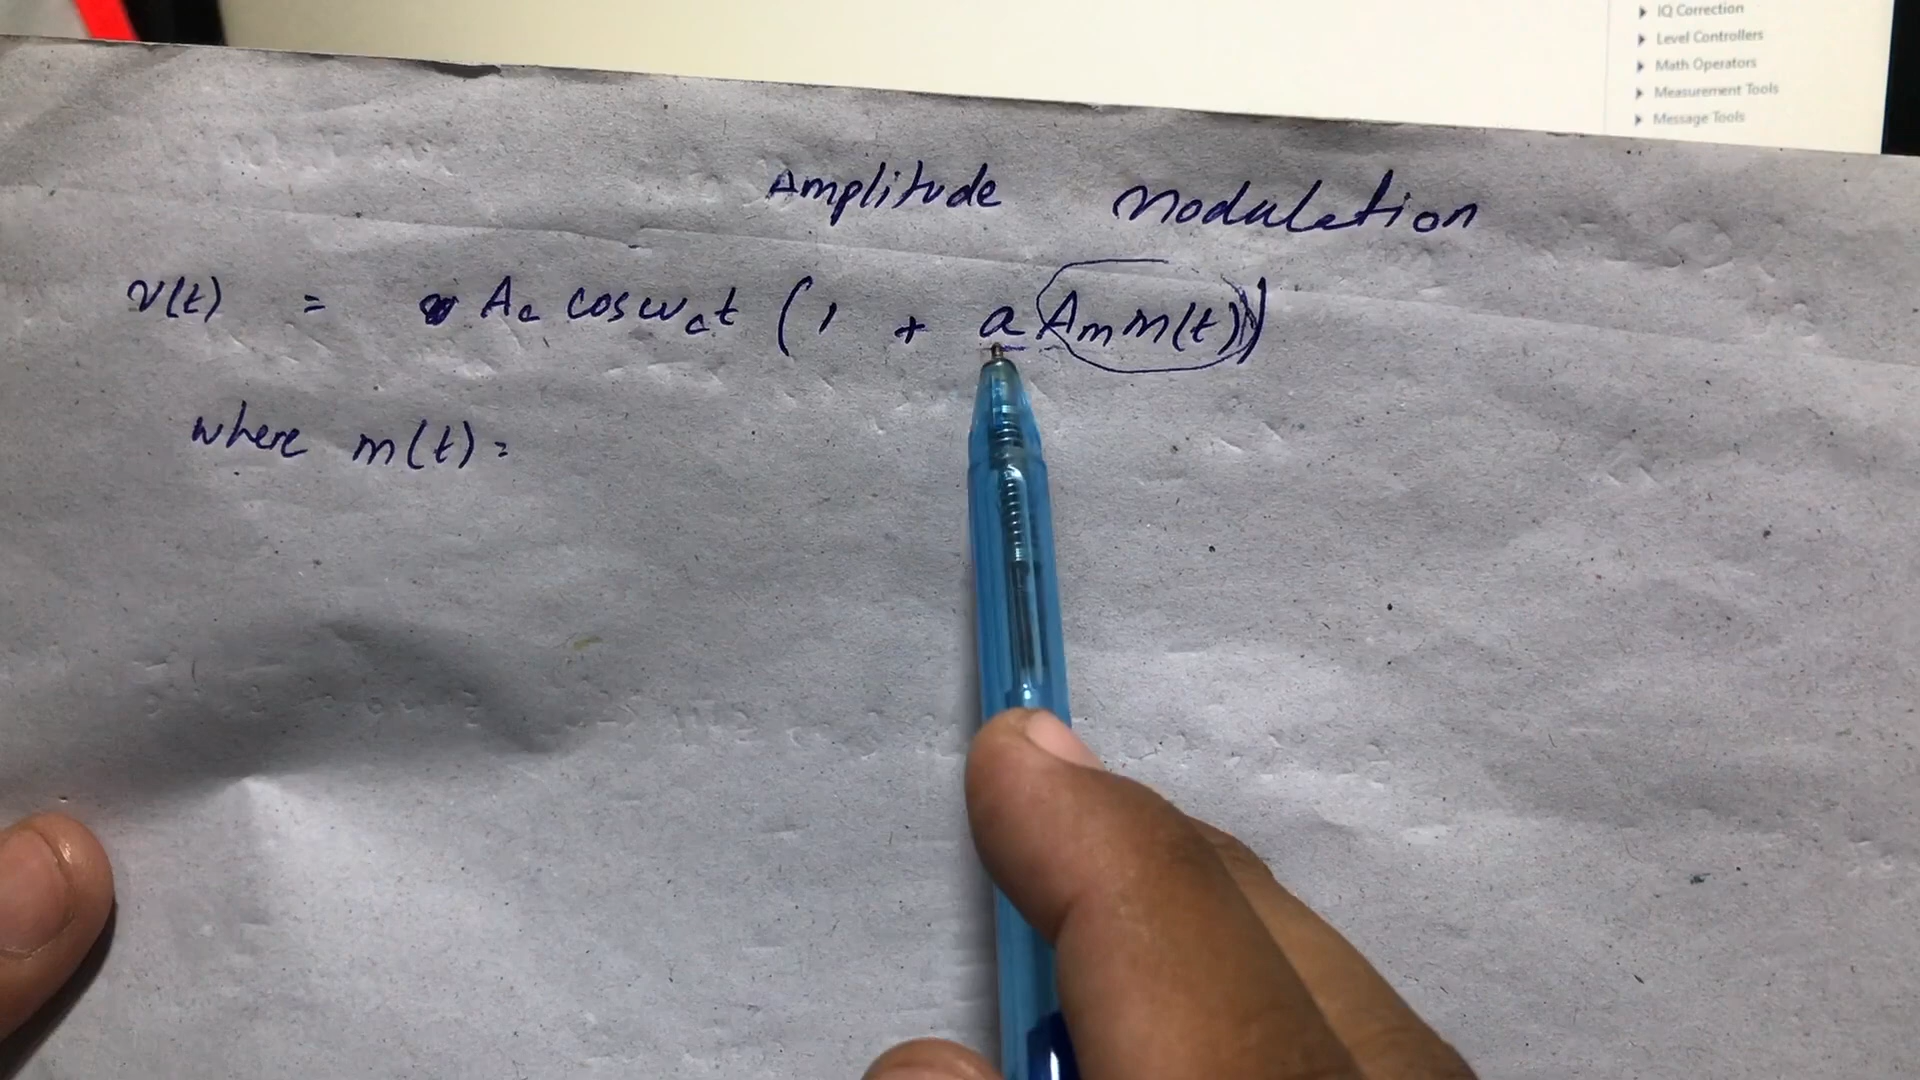 IQ Correction
Level Controllers
Math Operators
Measurement Tools
Message Tools
Amplitude Modulation
v(t) = Ac cosωct (1 + a Am m(t))
where m(t) =